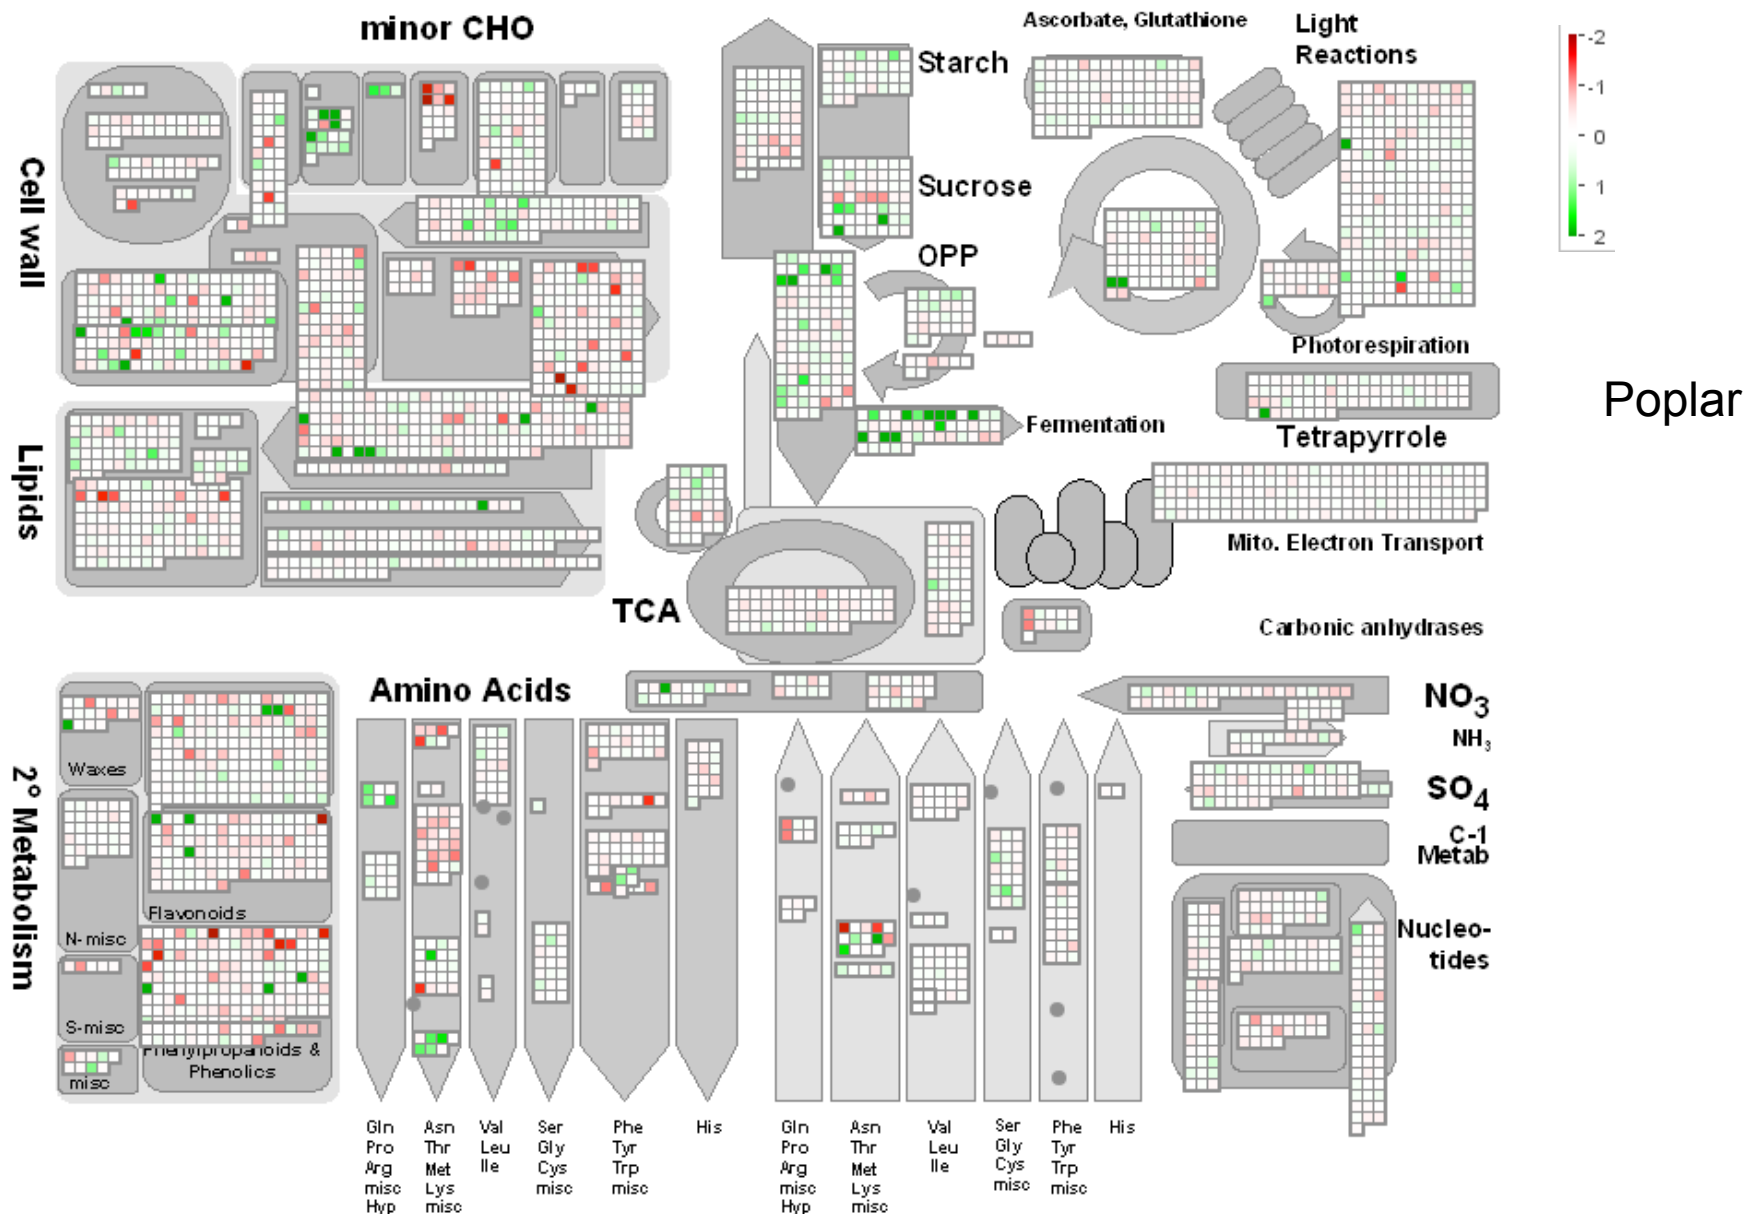 minor CHO
Ascorbate, Glutathione
Light
Reactions
-2
-1
0
1
2
Starch
Sucrose
OPP
Cell wall
Photorespiration
Poplar
Fermentation
Tetrapyrrole
Lipids
Mito. Electron Transport
TCA
Carbonic anhydrases
Amino Acids
NO3
NH3
SO4
C-1
Metab
Nucleo-
tides
2° Metabolism
Waxes
Flavonoids
N-misc
S-misc
Phenylpropanoids &
Phenolics
misc
Gln
Pro
Arg
misc
Hyp
Asn
Thr
Met
Lys
misc
Val
Leu
Ile
Ser
Gly
Cys
misc
Phe
Tyr
Trp
misc
His
Gln
Pro
Arg
misc
Hyp
Asn
Thr
Met
Lys
misc
Val
Leu
Ile
Ser
Gly
Cys
misc
Phe
Tyr
Trp
misc
His